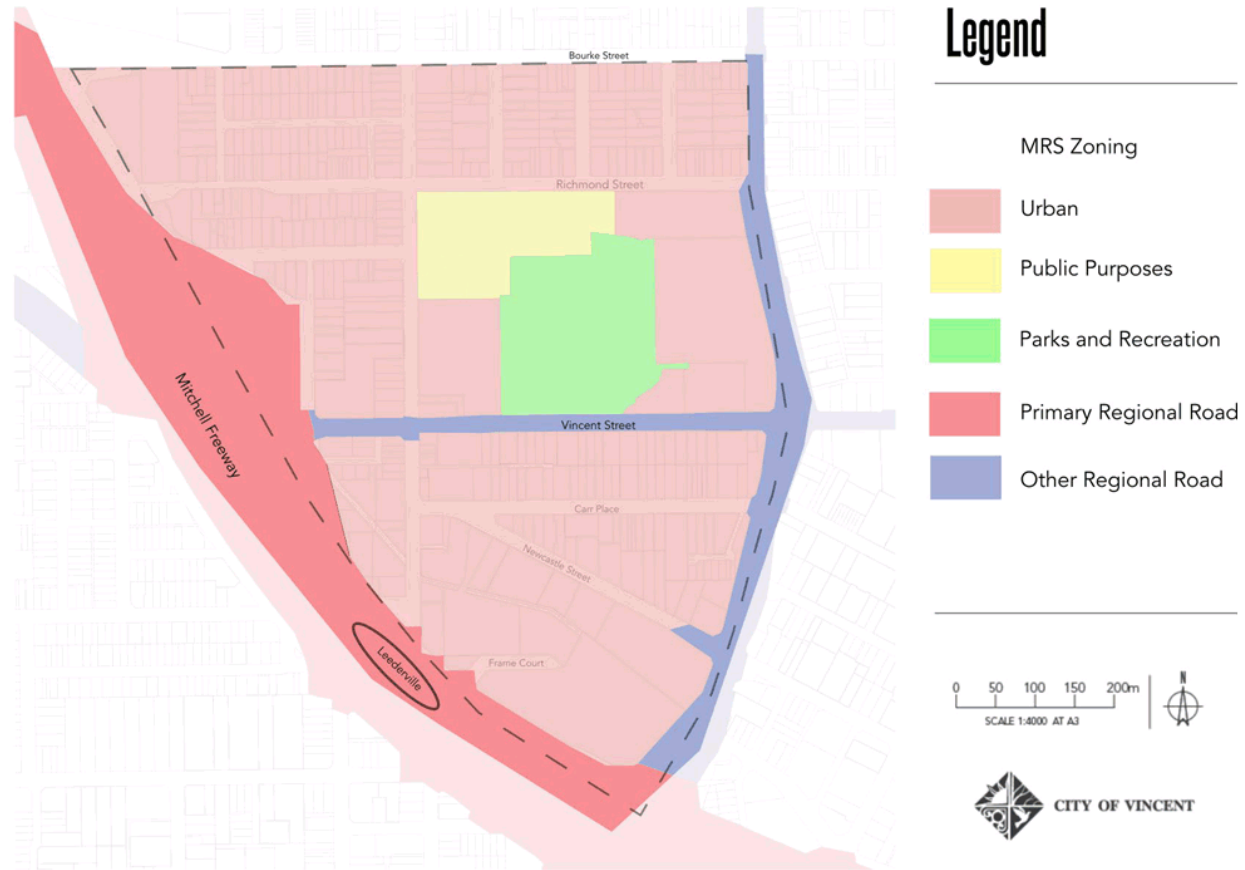 Legend
Bourke Street
MRS Zoning
Richmond Street
Urban
Public Purposes
Parks and Recreation
Mitchell Freeway
Primary Regional Road
Vincent Street
Other Regional Road
Carr Place
Newcastle Street
Leederville
Frame Court
N
0 50 100 150 200m
SCALE 1:4000 AT A3
CITY OF VINCENT